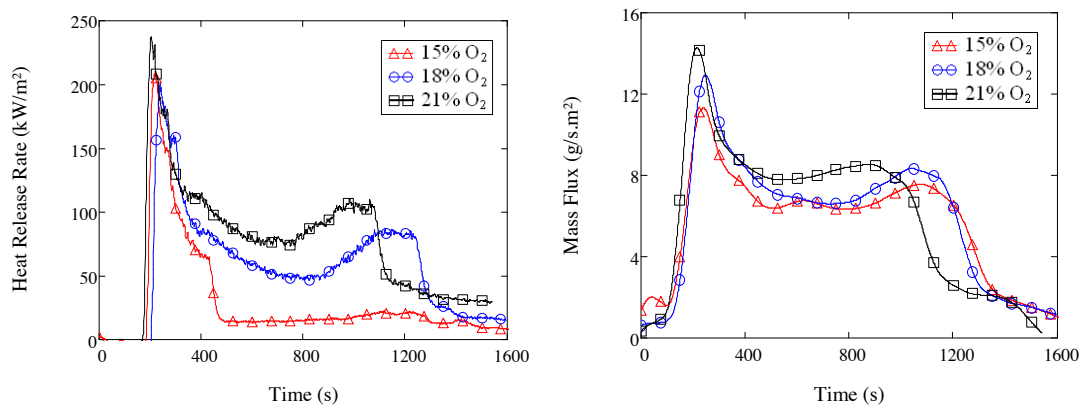 Heat Release Rate (kW/m²)
250
200
150
100
50
0
15% O₂
18% O₂
21% O₂
0 400 800 1200 1600
Time (s)
Mass Flux (g/s.m²)
16
12
8
4
0
15% O₂
18% O₂
21% O₂
0 400 800 1200 1600
Time (s)